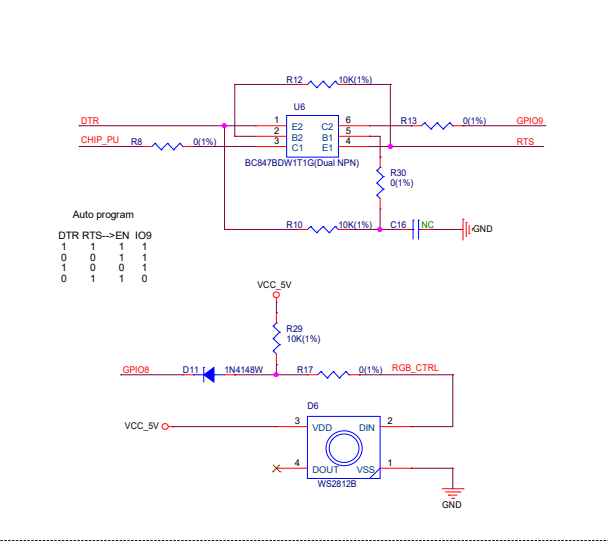 R12 10K(1%)
U6
DTR 1 E2 C2 6 R13 0(1%) GPIO9
2 B2 B1 5
CHIP_PU R8 0(1%) 3 C1 E1 4 RTS
BC847BDW1T1G(Dual NPN)
R30
0(1%)
Auto program
R10 10K(1%) C16 NC GND
DTR RTS-->EN IO9
1 1 1 1
0 0 1 1
1 0 0 1
0 1 1 0
VCC_5V
R29
10K(1%)
GPIO8 D11 1N4148W R17 0(1%) RGB_CTRL
D6
VCC_5V 3 VDD DIN 2
4 DOUT VSS 1
WS2812B
GND